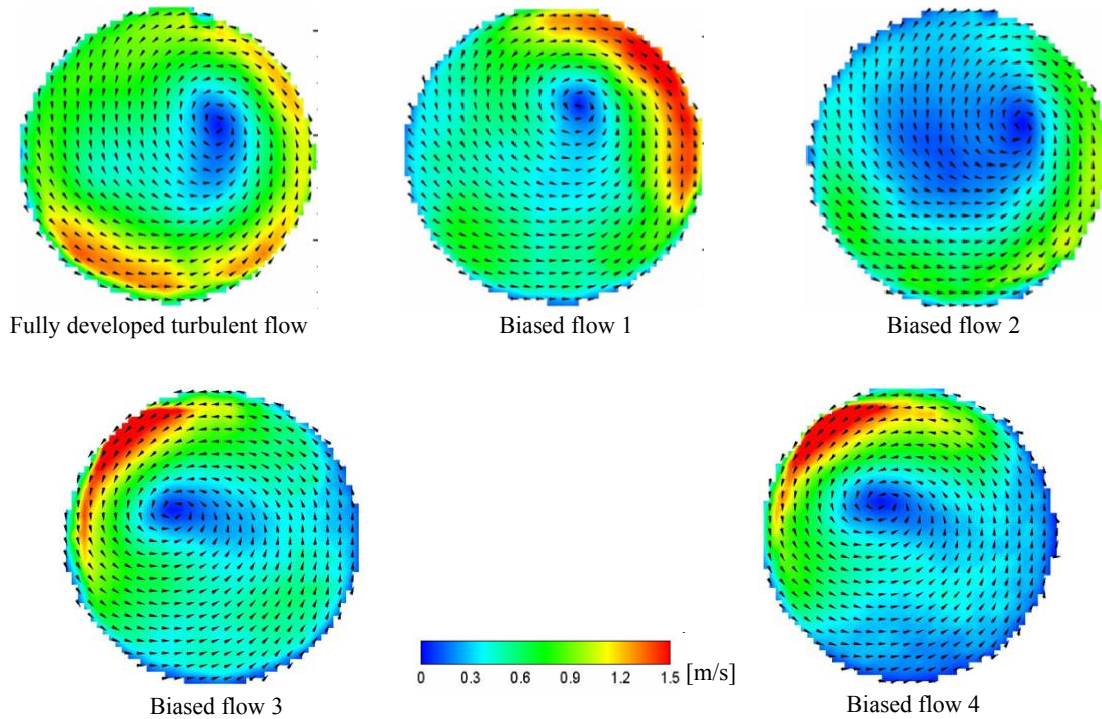 Fully developed turbulent flow
Biased flow 1
Biased flow 2
0 0.3 0.6 0.9 1.2 1.5 [m/s]
Biased flow 3
Biased flow 4